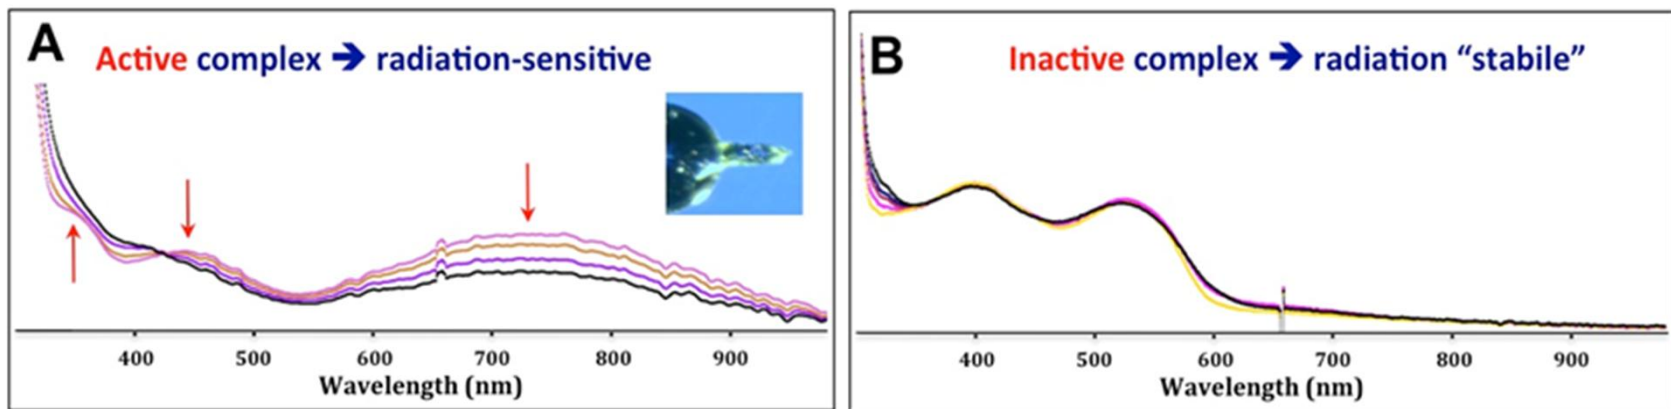 A
Active complex ➔ radiation-sensitive
400 500 600 700 800 900
Wavelength (nm)
B
Inactive complex ➔ radiation “stabile”
400 500 600 700 800 900
Wavelength (nm)